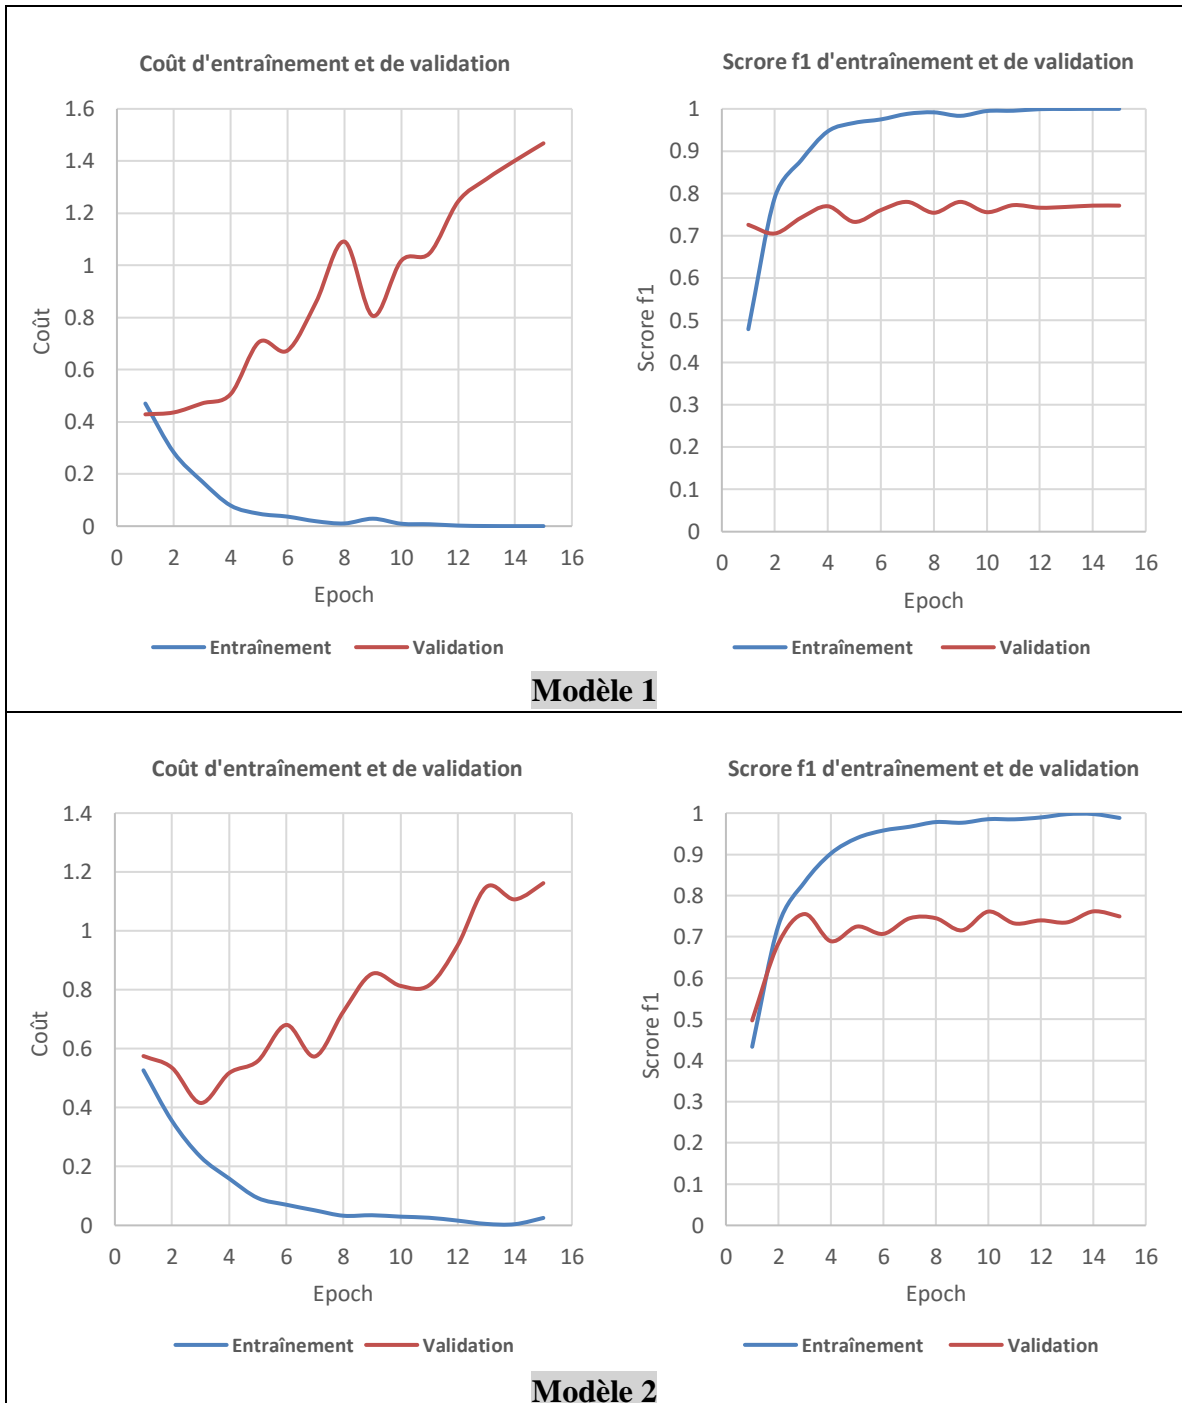 Coût d'entraînement et de validation
1.6
1.4
1.2
1
0.8
0.6
0.4
0.2
0
Coût
0 2 4 6 8 10 12 14 16
Epoch
Entraînement Validation
Scrore f1 d'entraînement et de validation
1
0.9
0.8
0.7
0.6
0.5
0.4
0.3
0.2
0.1
0
Scrore f1
0 2 4 6 8 10 12 14 16
Epoch
Entraînement Validation
Modèle 1
Coût d'entraînement et de validation
1.4
1.2
1
0.8
0.6
0.4
0.2
0
Coût
0 2 4 6 8 10 12 14 16
Epoch
Entraînement Validation
Scrore f1 d'entraînement et de validation
1
0.9
0.8
0.7
0.6
0.5
0.4
0.3
0.2
0.1
0
Scrore f1
0 2 4 6 8 10 12 14 16
Epoch
Entraînement Validation
Modèle 2